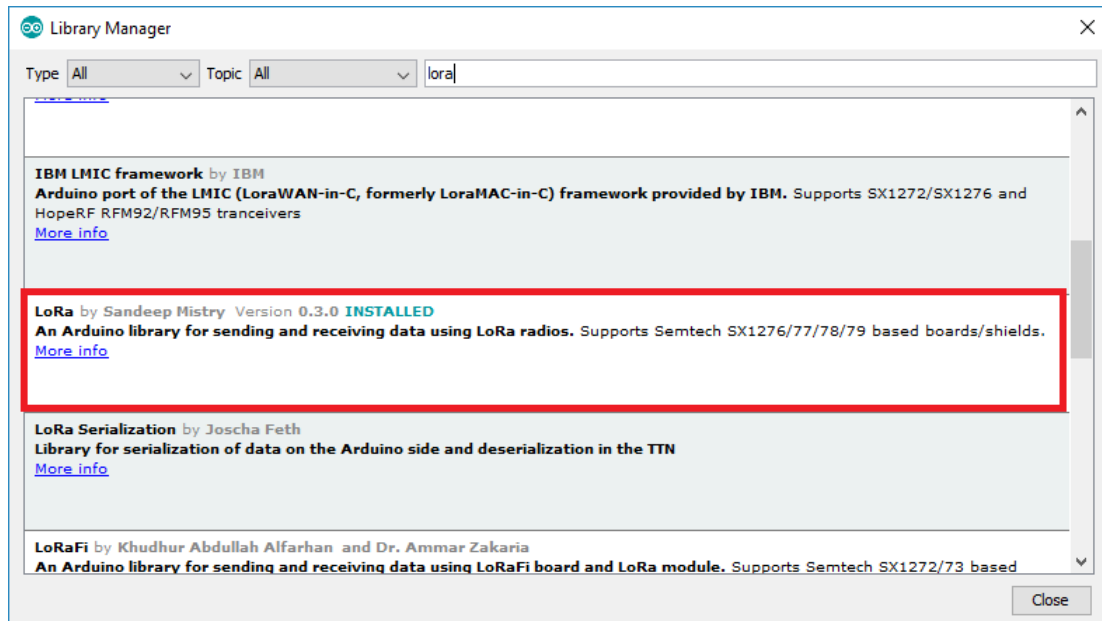 Library Manager
Type All Topic All lora
More info
IBM LMIC framework by IBM
Arduino port of the LMIC (LoraWAN-in-C, formerly LoraMAC-in-C) framework provided by IBM. Supports SX1272/SX1276 and
HopeRF RFM92/RFM95 tranceivers
More info
LoRa by Sandeep Mistry Version 0.3.0 INSTALLED
An Arduino library for sending and receiving data using LoRa radios. Supports Semtech SX1276/77/78/79 based boards/shields.
More info
LoRa Serialization by Joscha Feth
Library for serialization of data on the Arduino side and deserialization in the TTN
More info
LoRaFi by Khudhur Abdullah Alfarhan and Dr. Ammar Zakaria
An Arduino library for sending and receiving data using LoRaFi board and LoRa module. Supports Semtech SX1272/73 based
Close